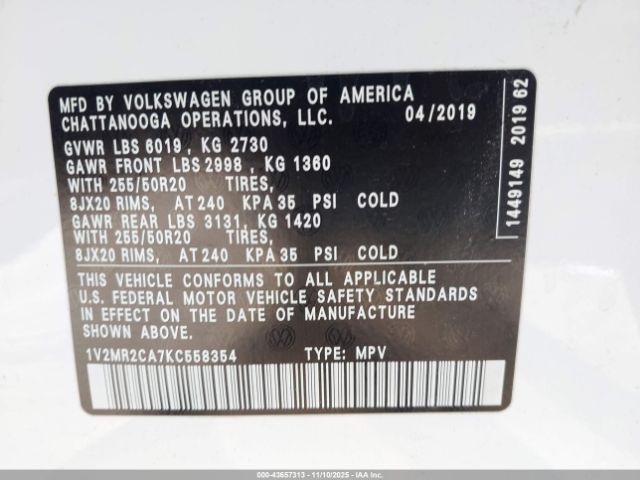 MFD BY VOLKSWAGEN GROUP OF AMERICA
CHATTANOOGA OPERATIONS, LLC. 04/2019
GVWR LBS 6019, KG 2730
GAWR FRONT LBS 2998, KG 1360
WITH 255/50R20 TIRES,
8JX20 RIMS, AT 240 KPA 35 PSI COLD
GAWR REAR LBS 3131, KG 1420
WITH 255/50R20 TIRES,
8JX20 RIMS, AT 240 KPA 35 PSI COLD
THIS VEHICLE CONFORMS TO ALL APPLICABLE
U.S. FEDERAL MOTOR VEHICLE SAFETY STANDARDS
IN EFFECT ON THE DATE OF MANUFACTURE
SHOWN ABOVE.
1V2MR2CA7KC558354 TYPE: MPV
1449149 2019 62
000-43657313 - 11/10/2025 - IAA Inc.